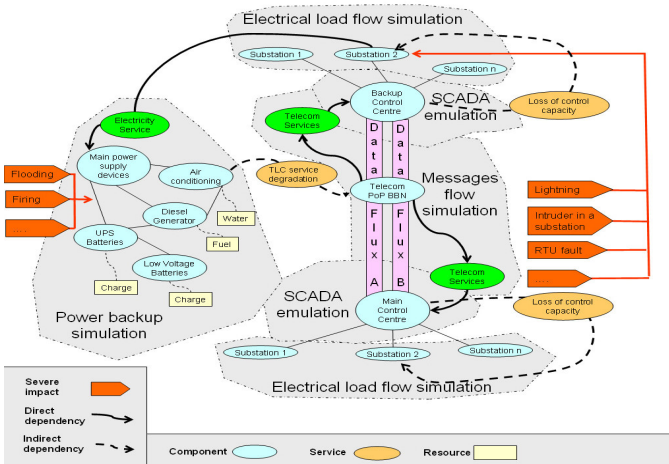 Electrical load flow simulation
Substation 1
Substation 2
Substation n
Backup
Control
Centre
SCADA
emulation
Loss of control
capacity
Telecom
Services
Electricity
Service
Main power
supply
devices
Air
conditioning
TLC service
degradation
Data
Data
Telecom
PoP BBN
Messages
flow
simulation
Flooding
Firing
.....
Diesel
Generator
Water
Fuel
UPS
Batteries
Low Voltage
Batteries
Charge
Charge
Power backup
simulation
Flux A
Flux B
Lightning
Intruder in a
substation
RTU fault
.....
Telecom
Services
SCADA
emulation
Main
Control
Centre
Loss of control
capacity
Substation 1
Substation 2
Substation n
Electrical load flow simulation
Severe
impact
Direct
dependency
Indirect
dependency
Component
Service
Resource